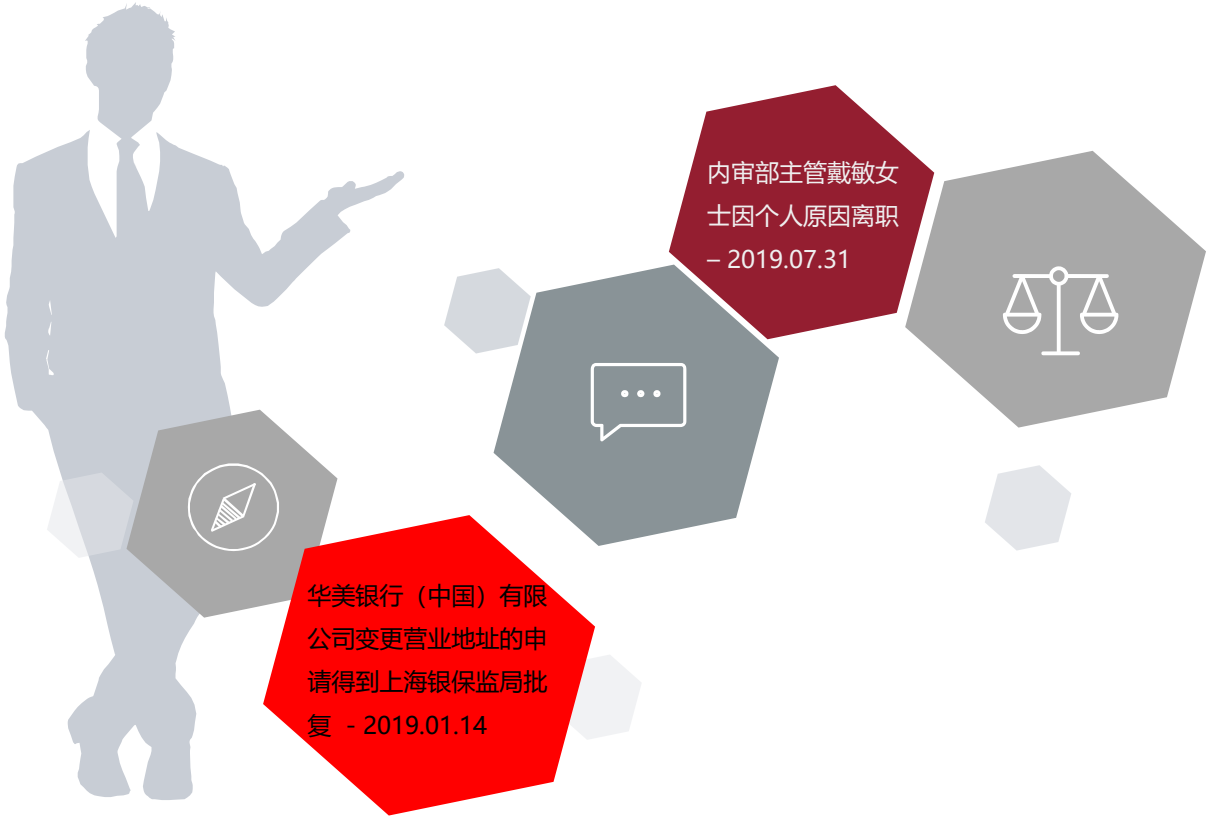 内审部主管戴敏女
士因个人原因离职
– 2019.07.31
华美银行（中国）有限
公司变更营业地址的申
请得到上海银保监局批
复 - 2019.01.14